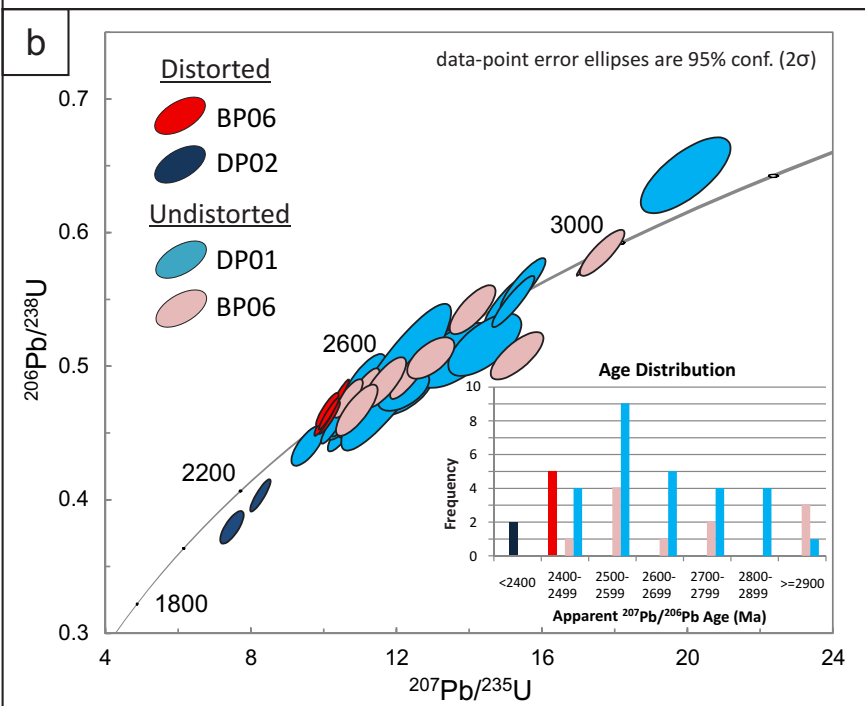 b
data-point error ellipses are 95% conf. (2σ)
Distorted
BP06
DP02
Undistorted
DP01
BP06
0.7
0.6
0.5
0.4
0.3
²⁰⁶Pb/²³⁸U
3000
2600
2200
1800
4 8 12 16 20 24
²⁰⁷Pb/²³⁵U
Age Distribution
10
8
6
4
2
0
Frequency
<2400 2400-2499 2500-2599 2600-2699 2700-2799 2800-2899 >=2900
Apparent ²⁰⁷Pb/²⁰⁶Pb Age (Ma)